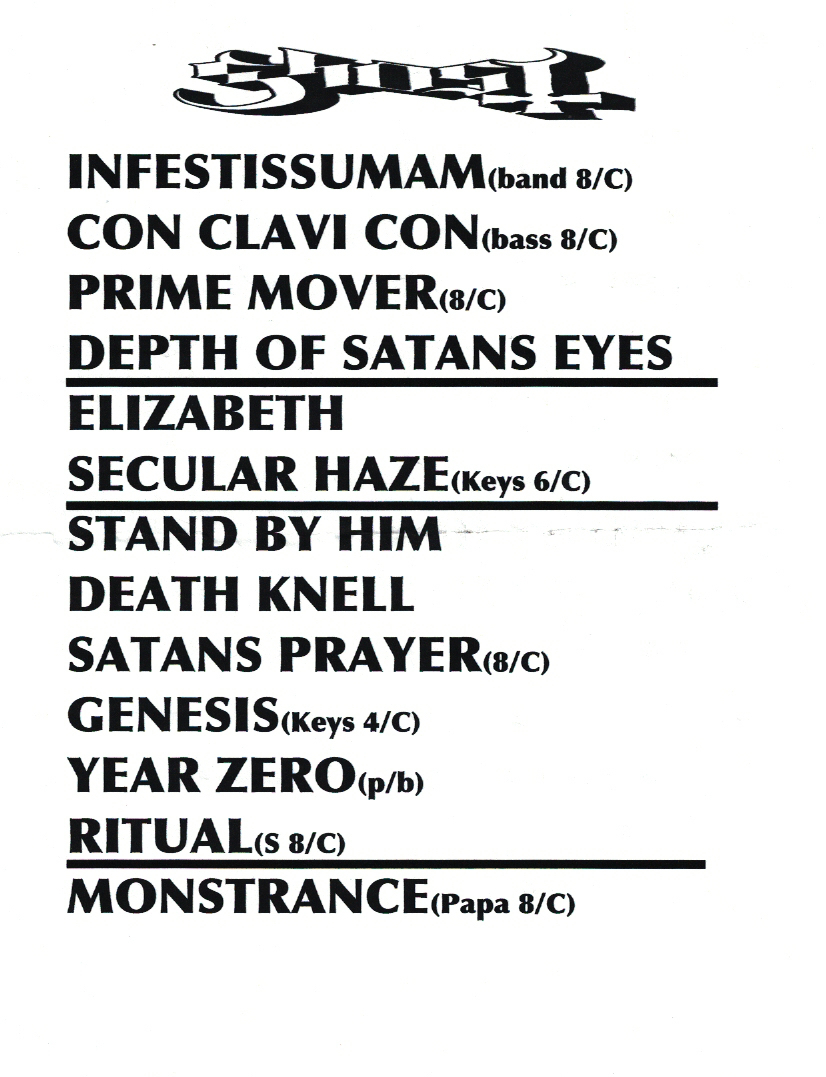 Ghost
INFESTISSUMAM(band 8/C)
CON CLAVI CON(bass 8/C)
PRIME MOVER(8/C)
DEPTH OF SATANS EYES
ELIZABETH
SECULAR HAZE(Keys 6/C)
STAND BY HIM
DEATH KNELL
SATANS PRAYER(8/C)
GENESIS(Keys 4/C)
YEAR ZERO(p/b)
RITUAL(S 8/C)
MONSTRANCE(Papa 8/C)